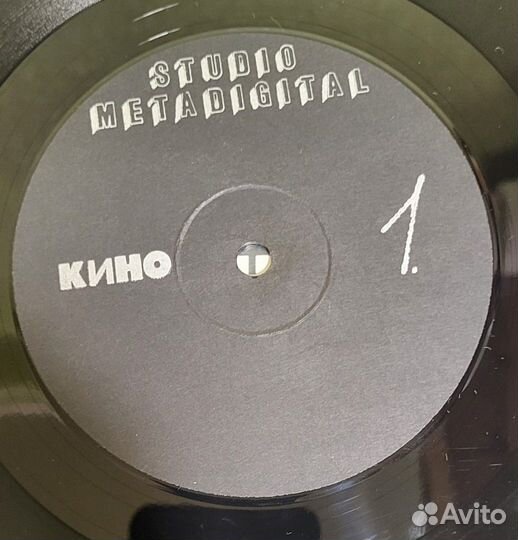 STUDIO
METADIGITAL
КИНО
1.
T
Avito